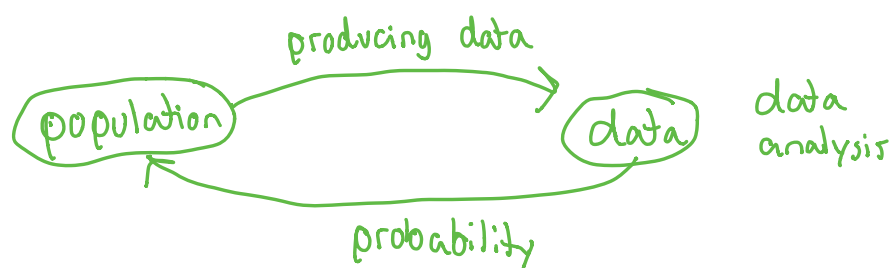 producing data
population
data
data
analysis
probability